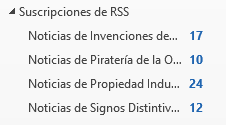 Suscripciones de RSS
Noticias de Invenciones de... 17
Noticias de Piratería de la O... 10
Noticias de Propiedad Indu... 24
Noticias de Signos Distintiv... 12